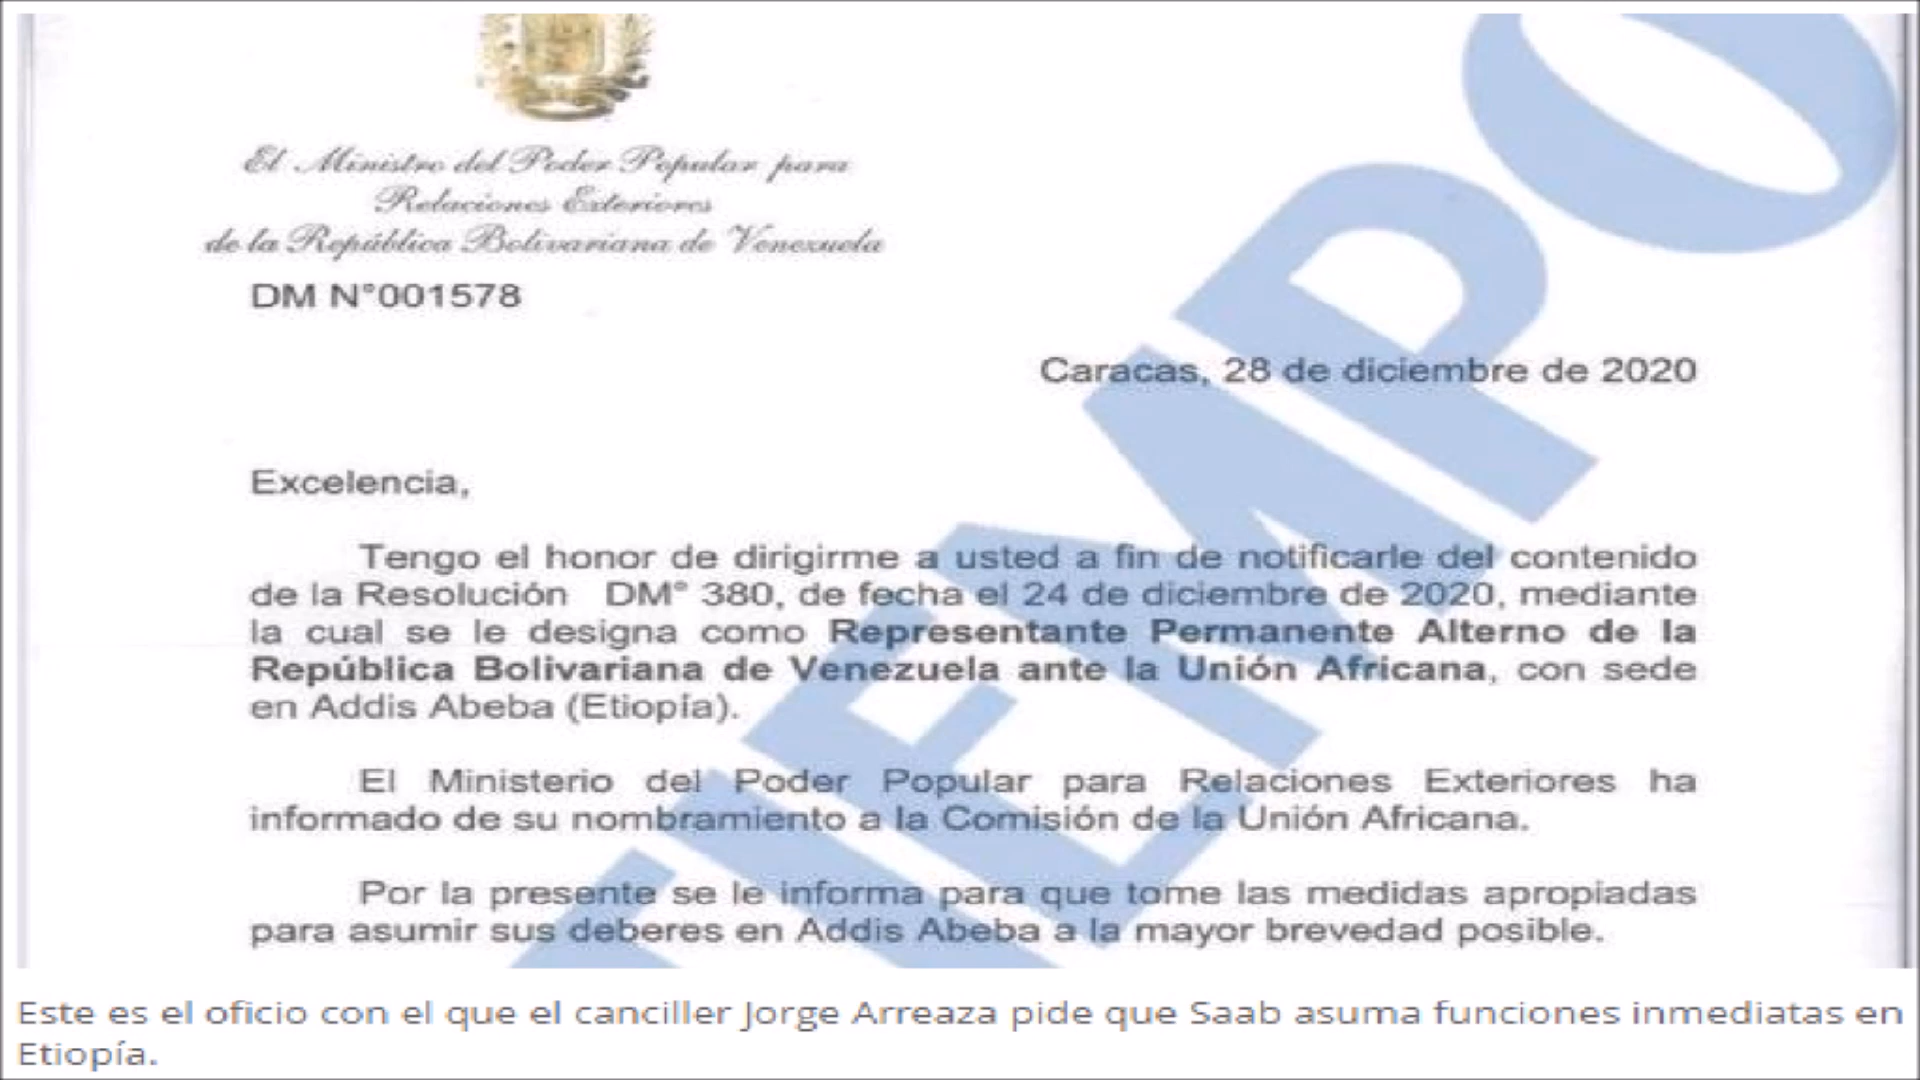 El Ministro del Poder Popular para
Relaciones Exteriores
de la República Bolivariana de Venezuela
DM N°001578
Caracas, 28 de diciembre de 2020
Excelencia,
Tengo el honor de dirigirme a usted a fin de notificarle del contenido
de la Resolución DM° 380, de fecha el 24 de diciembre de 2020, mediante
la cual se le designa como Representante Permanente Alterno de la
República Bolivariana de Venezuela ante la Unión Africana, con sede
en Addis Abeba (Etiopía).
El Ministerio del Poder Popular para Relaciones Exteriores ha
informado de su nombramiento a la Comisión de la Unión Africana.
Por la presente se le informa para que tome las medidas apropiadas
para asumir sus deberes en Addis Abeba a la mayor brevedad posible.
TIEMPO
Este es el oficio con el que el canciller Jorge Arreaza pide que Saab asuma funciones inmediatas en
Etiopía.